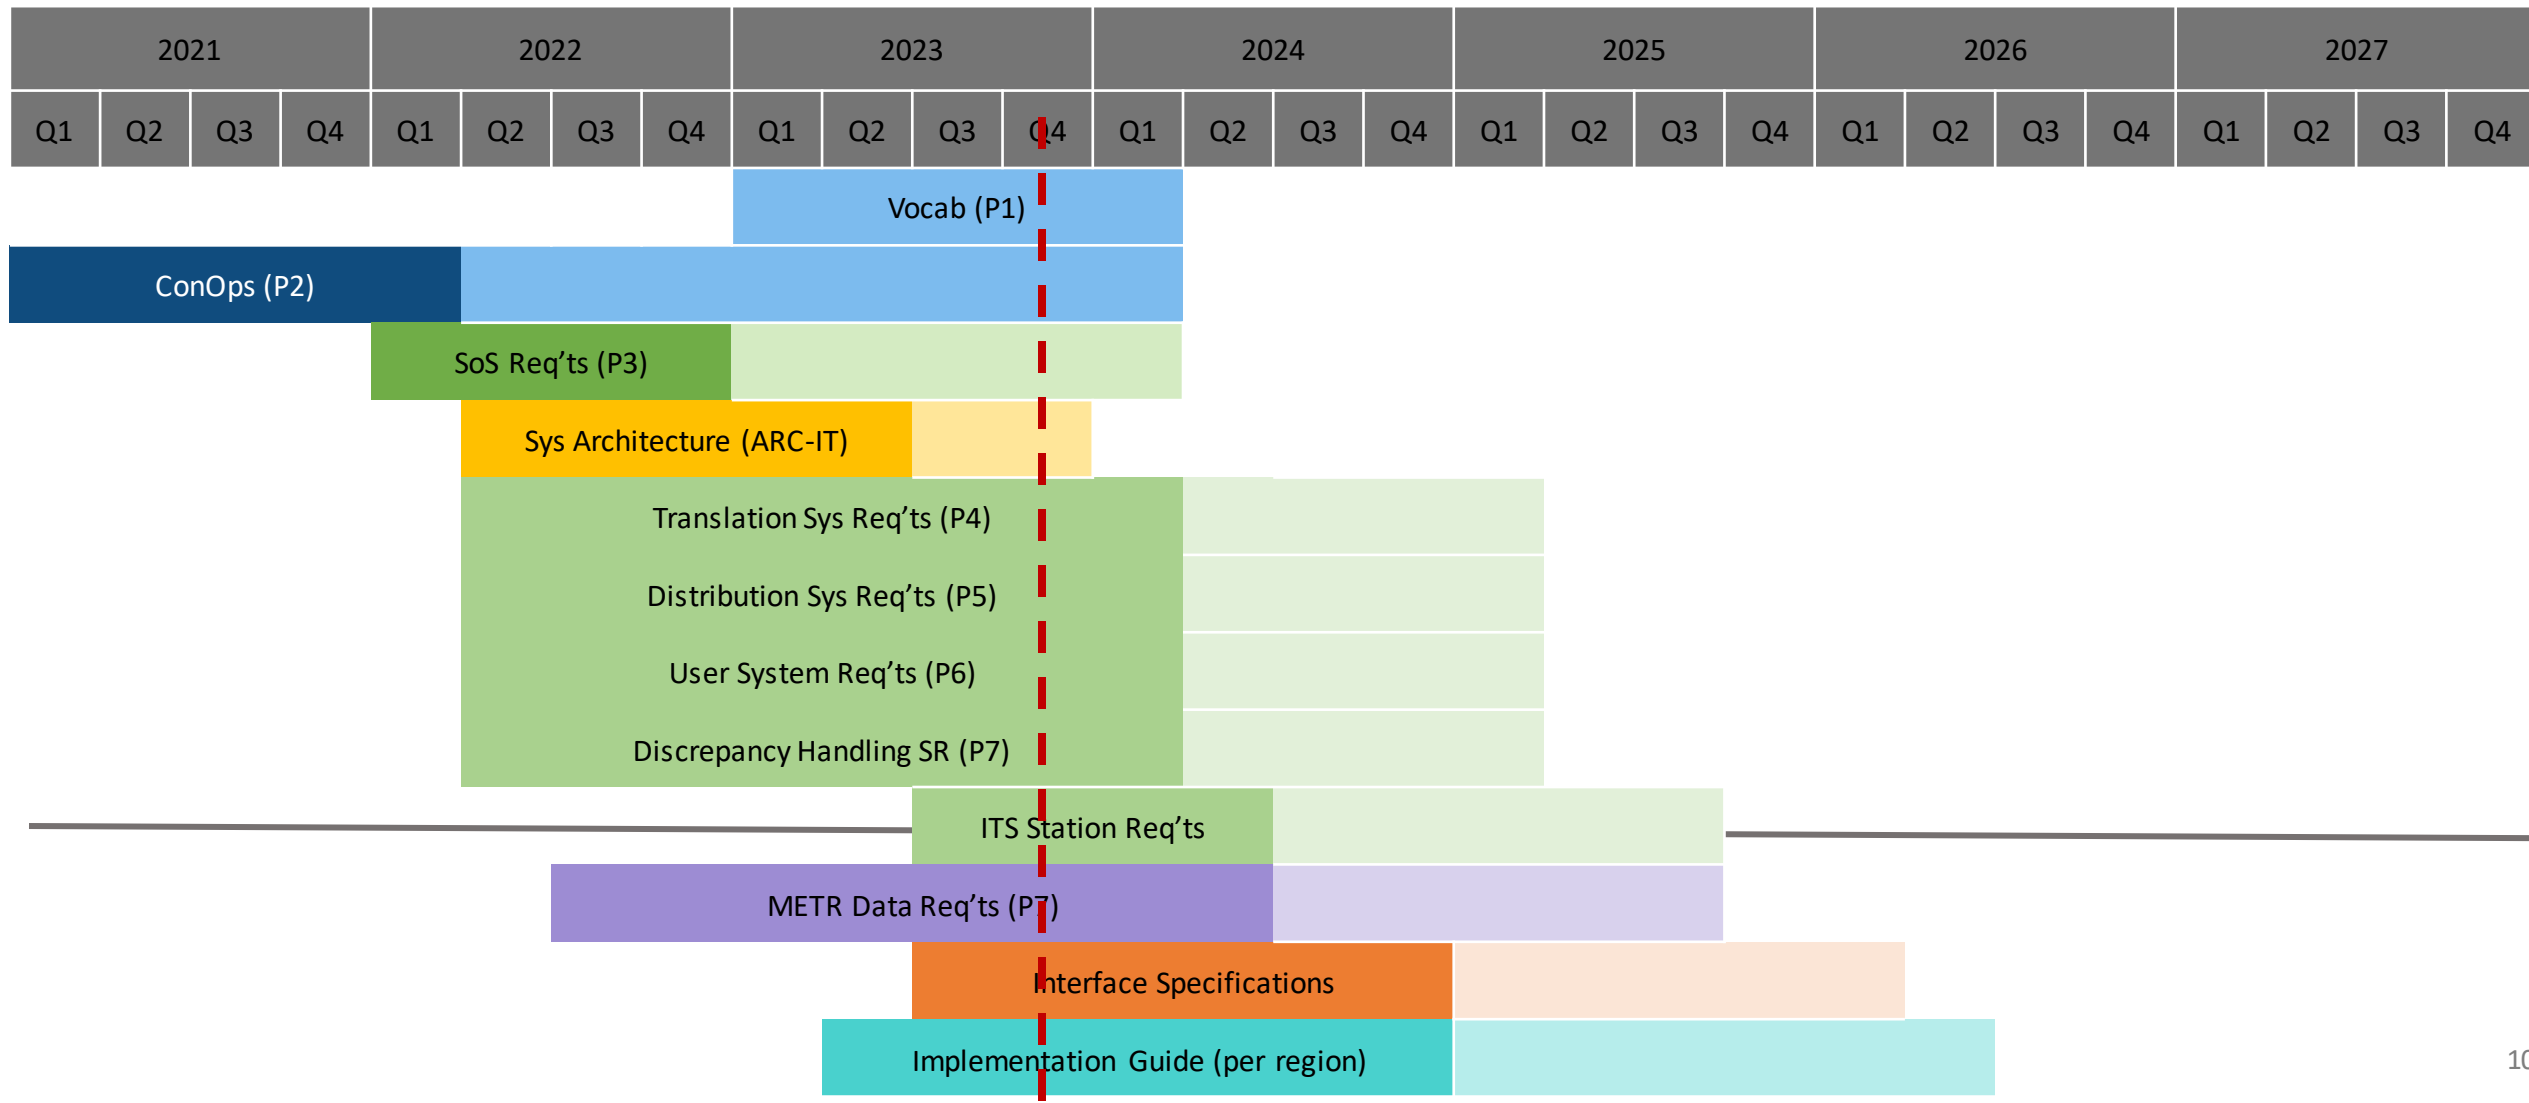 2021 2022 2023 2024 2025 2026 2027
Q1 Q2 Q3 Q4 Q1 Q2 Q3 Q4 Q1 Q2 Q3 Q4 Q1 Q2 Q3 Q4 Q1 Q2 Q3 Q4 Q1 Q2 Q3 Q4 Q1 Q2 Q3 Q4
Vocab (P1)
ConOps (P2)
SoS Req’ts (P3)
Sys Architecture (ARC-IT)
Translation Sys Req’ts (P4)
Distribution Sys Req’ts (P5)
User System Req’ts (P6)
Discrepancy Handling SR (P7)
ITS Station Req’ts
METR Data Req’ts (P7)
Interface Specifications
Implementation Guide (per region)
10